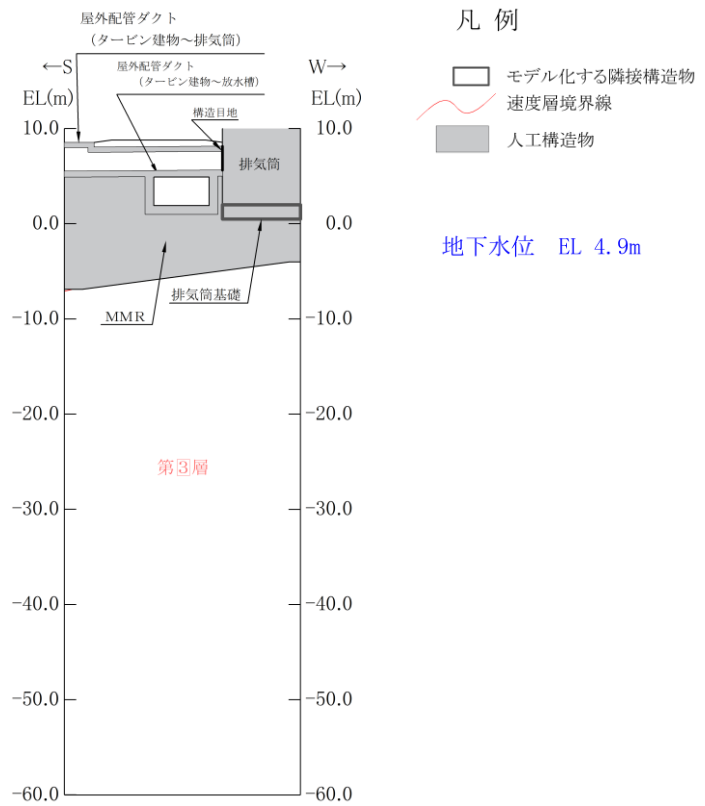 屋外配管ダクト
(タービン建物～排気筒)
←S
屋外配管ダクト
(タービン建物～放水槽)
W→
EL(m)
構造目地
EL(m)
10.0
10.0
排気筒
0.0
0.0
排気筒基礎
MMR
-10.0
-10.0
-20.0
-20.0
第③層
-30.0
-30.0
-40.0
-40.0
-50.0
-50.0
-60.0
-60.0
凡 例
モデル化する隣接構造物
速度層境界線
人工構造物
地下水位 EL 4.9m